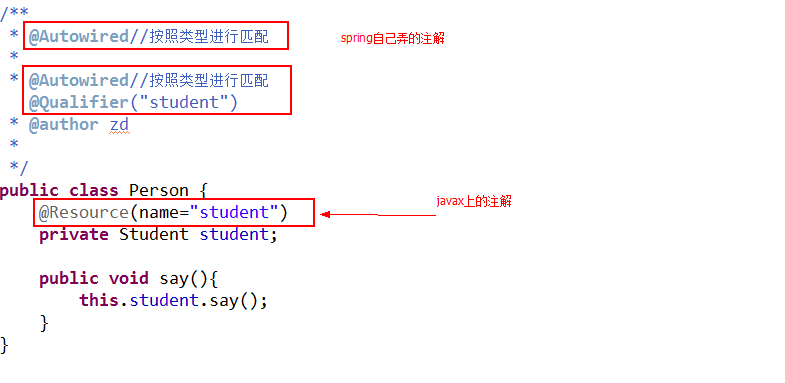 /**
* @Autowired//按照类型进行匹配
spring自己弄的注解
*
* @Autowired//按照类型进行匹配
@Qualifier("student")
* @author zd
*
*/
public class Person {
@Resource(name="student")
javax上的注解
private Student student;
public void say(){
this.student.say();
}
}